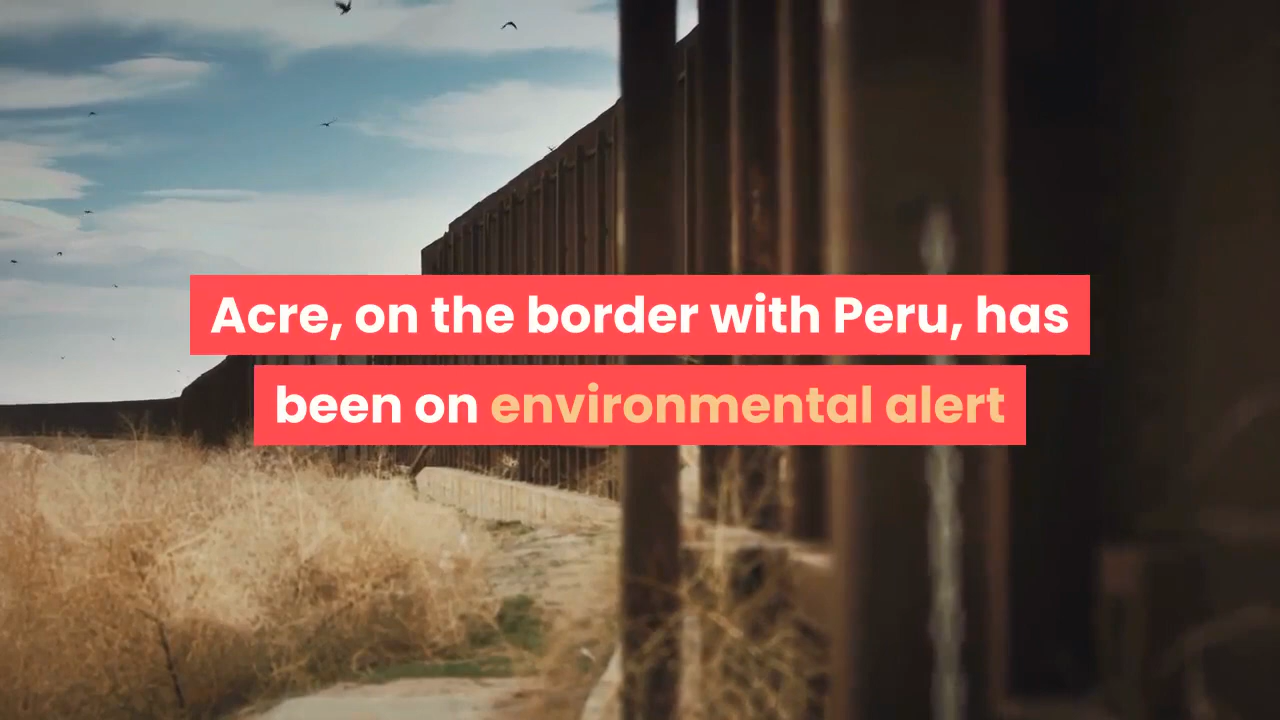 Acre, on the border with Peru, has
been on environmental alert